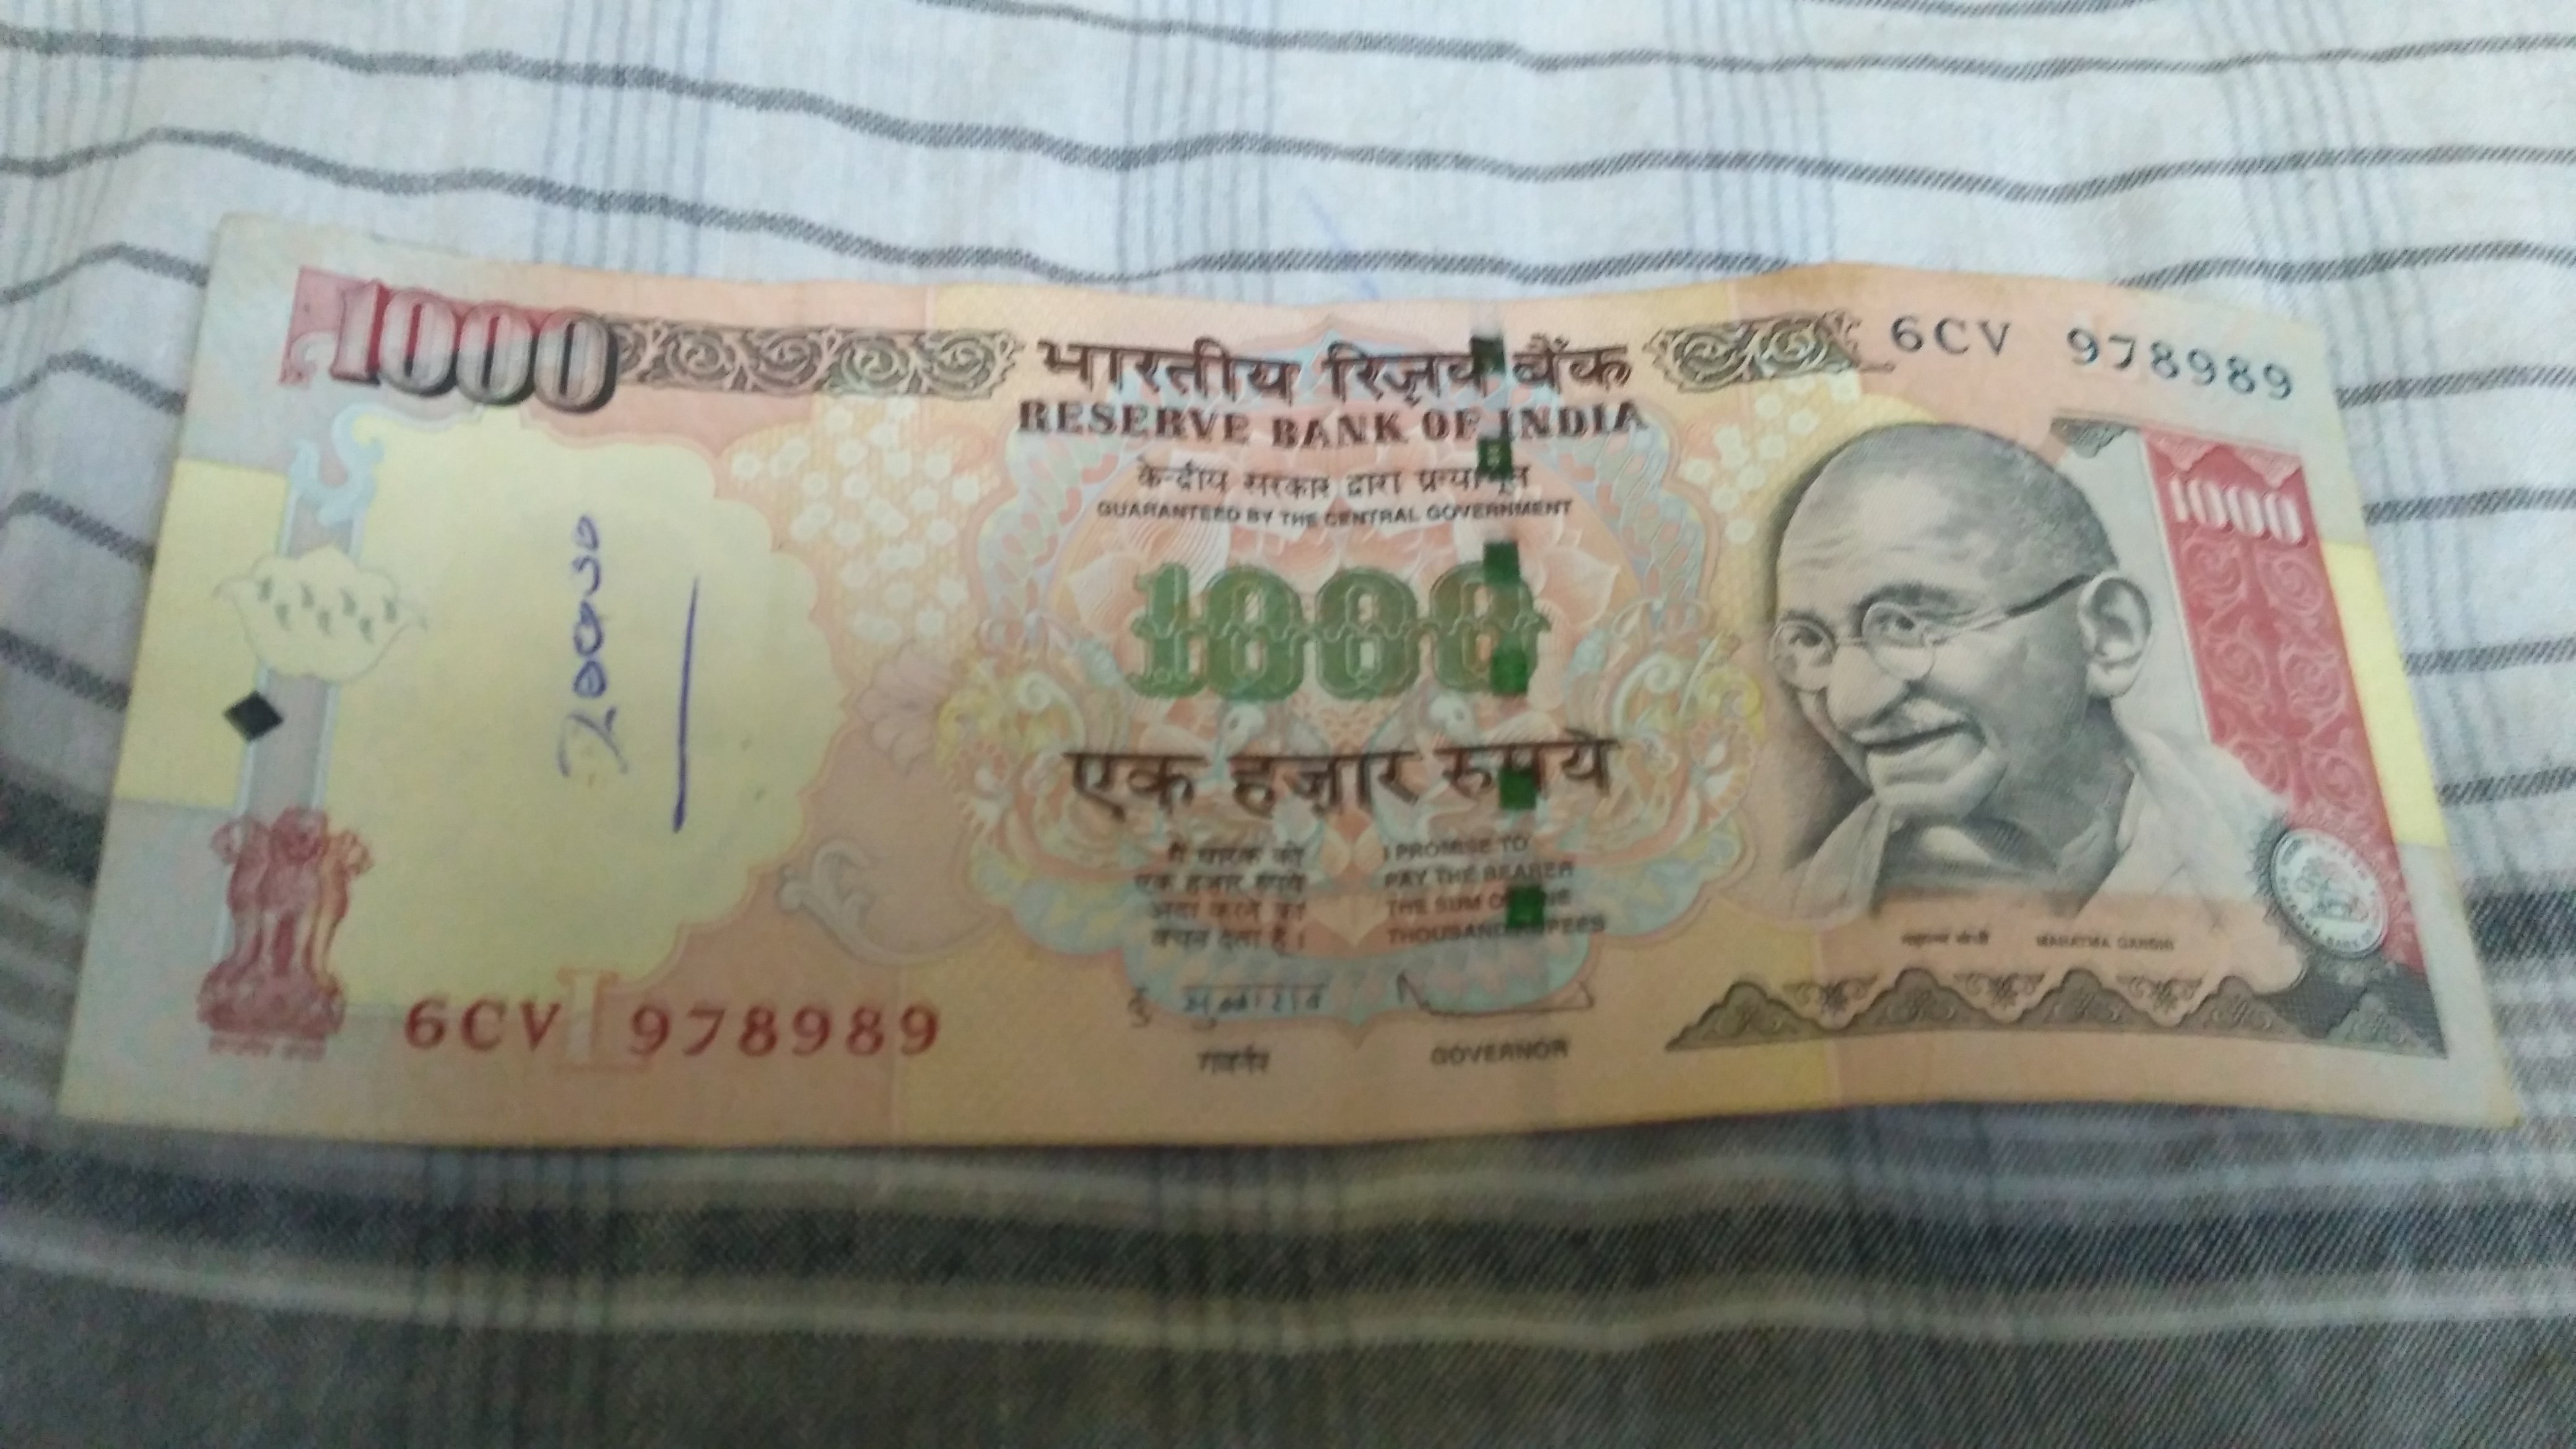 1000
भारतीय रिज़र्व बैंक
6CV 978989
RESERVE BANK OF INDIA
केन्द्रीय सरकार द्वारा प्रत्याभूत
GUARANTEED BY THE CENTRAL GOVERNMENT
1000
1000
एक हज़ार रुपये
मैं धारक को
एक हज़ार रुपये
अदा करने का
वचन देता हूँ।
I PROMISE TO
PAY THE BEARER
THE SUM OF ONE
THOUSAND RUPEES
महात्मा गांधी MAHATMA GANDHI
6CV 978989
गवर्नर GOVERNOR